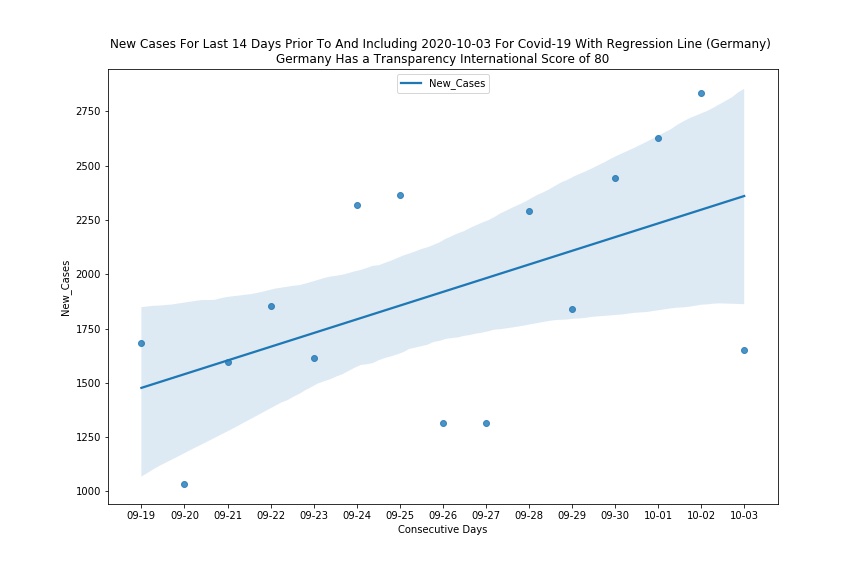 New Cases For Last 14 Days Prior To And Including 2020-10-03 For Covid-19 With Regression Line (Germany)
Germany Has a Transparency International Score of 80
New_Cases
2750
2500
2250
2000
1750
1500
1250
1000
New_Cases
09-19 09-20 09-21 09-22 09-23 09-24 09-25 09-26 09-27 09-28 09-29 09-30 10-01 10-02 10-03
Consecutive Days